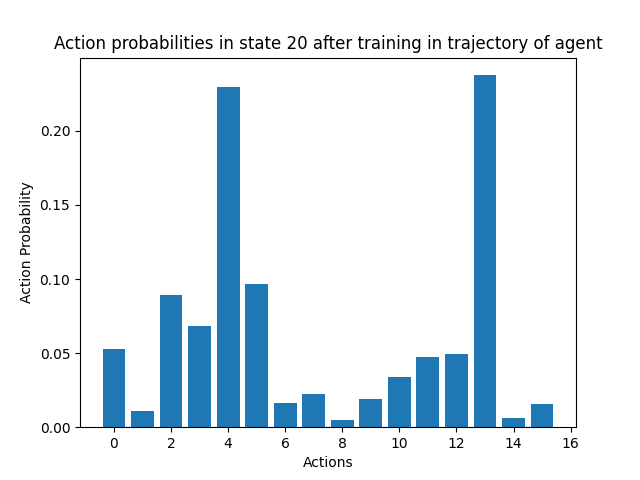 Action probabilities in state 20 after training in trajectory of agent
0.20
0.15
0.10
0.05
0.00
Action Probability
0 2 4 6 8 10 12 14 16
Actions